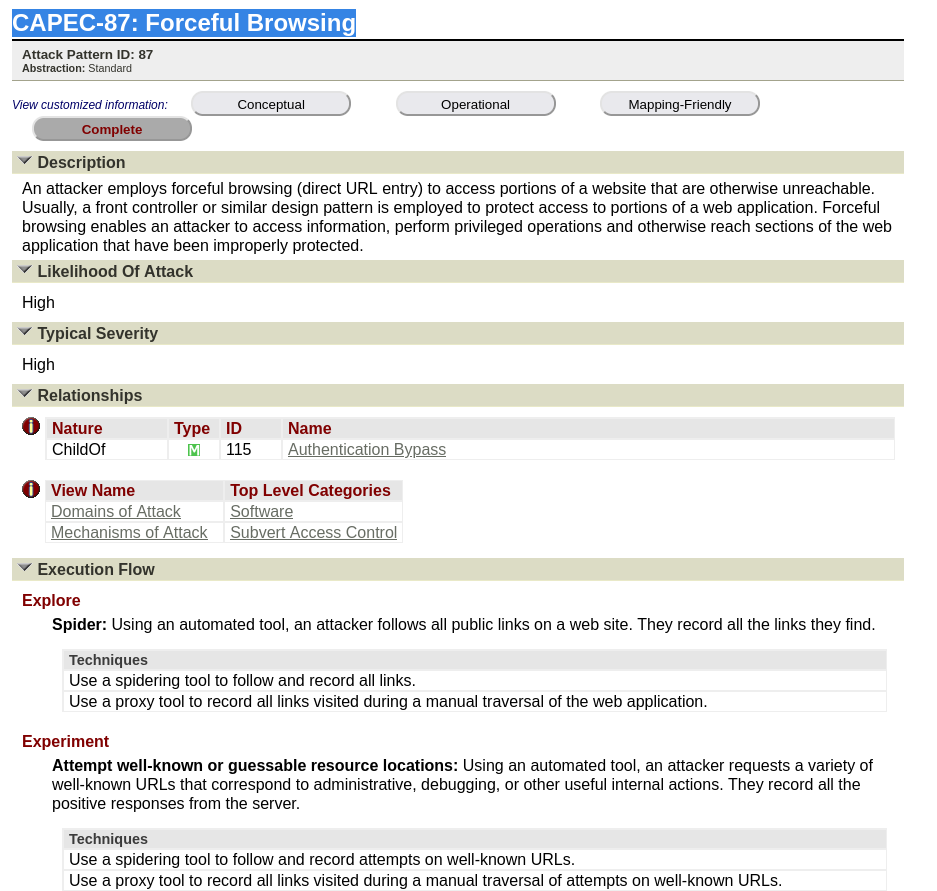 CAPEC-87: Forceful Browsing
Attack Pattern ID: 87
Abstraction: Standard
View customized information:
Conceptual
Operational
Mapping-Friendly
Complete
Description
An attacker employs forceful browsing (direct URL entry) to access portions of a website that are otherwise unreachable.
Usually, a front controller or similar design pattern is employed to protect access to portions of a web application. Forceful
browsing enables an attacker to access information, perform privileged operations and otherwise reach sections of the web
application that have been improperly protected.
Likelihood Of Attack
High
Typical Severity
High
Relationships
Nature Type ID Name
ChildOf M 115 Authentication Bypass
View Name Top Level Categories
Domains of Attack Software
Mechanisms of Attack Subvert Access Control
Execution Flow
Explore
Spider: Using an automated tool, an attacker follows all public links on a web site. They record all the links they find.
Techniques
Use a spidering tool to follow and record all links.
Use a proxy tool to record all links visited during a manual traversal of the web application.
Experiment
Attempt well-known or guessable resource locations: Using an automated tool, an attacker requests a variety of
well-known URLs that correspond to administrative, debugging, or other useful internal actions. They record all the
positive responses from the server.
Techniques
Use a spidering tool to follow and record attempts on well-known URLs.
Use a proxy tool to record all links visited during a manual traversal of attempts on well-known URLs.